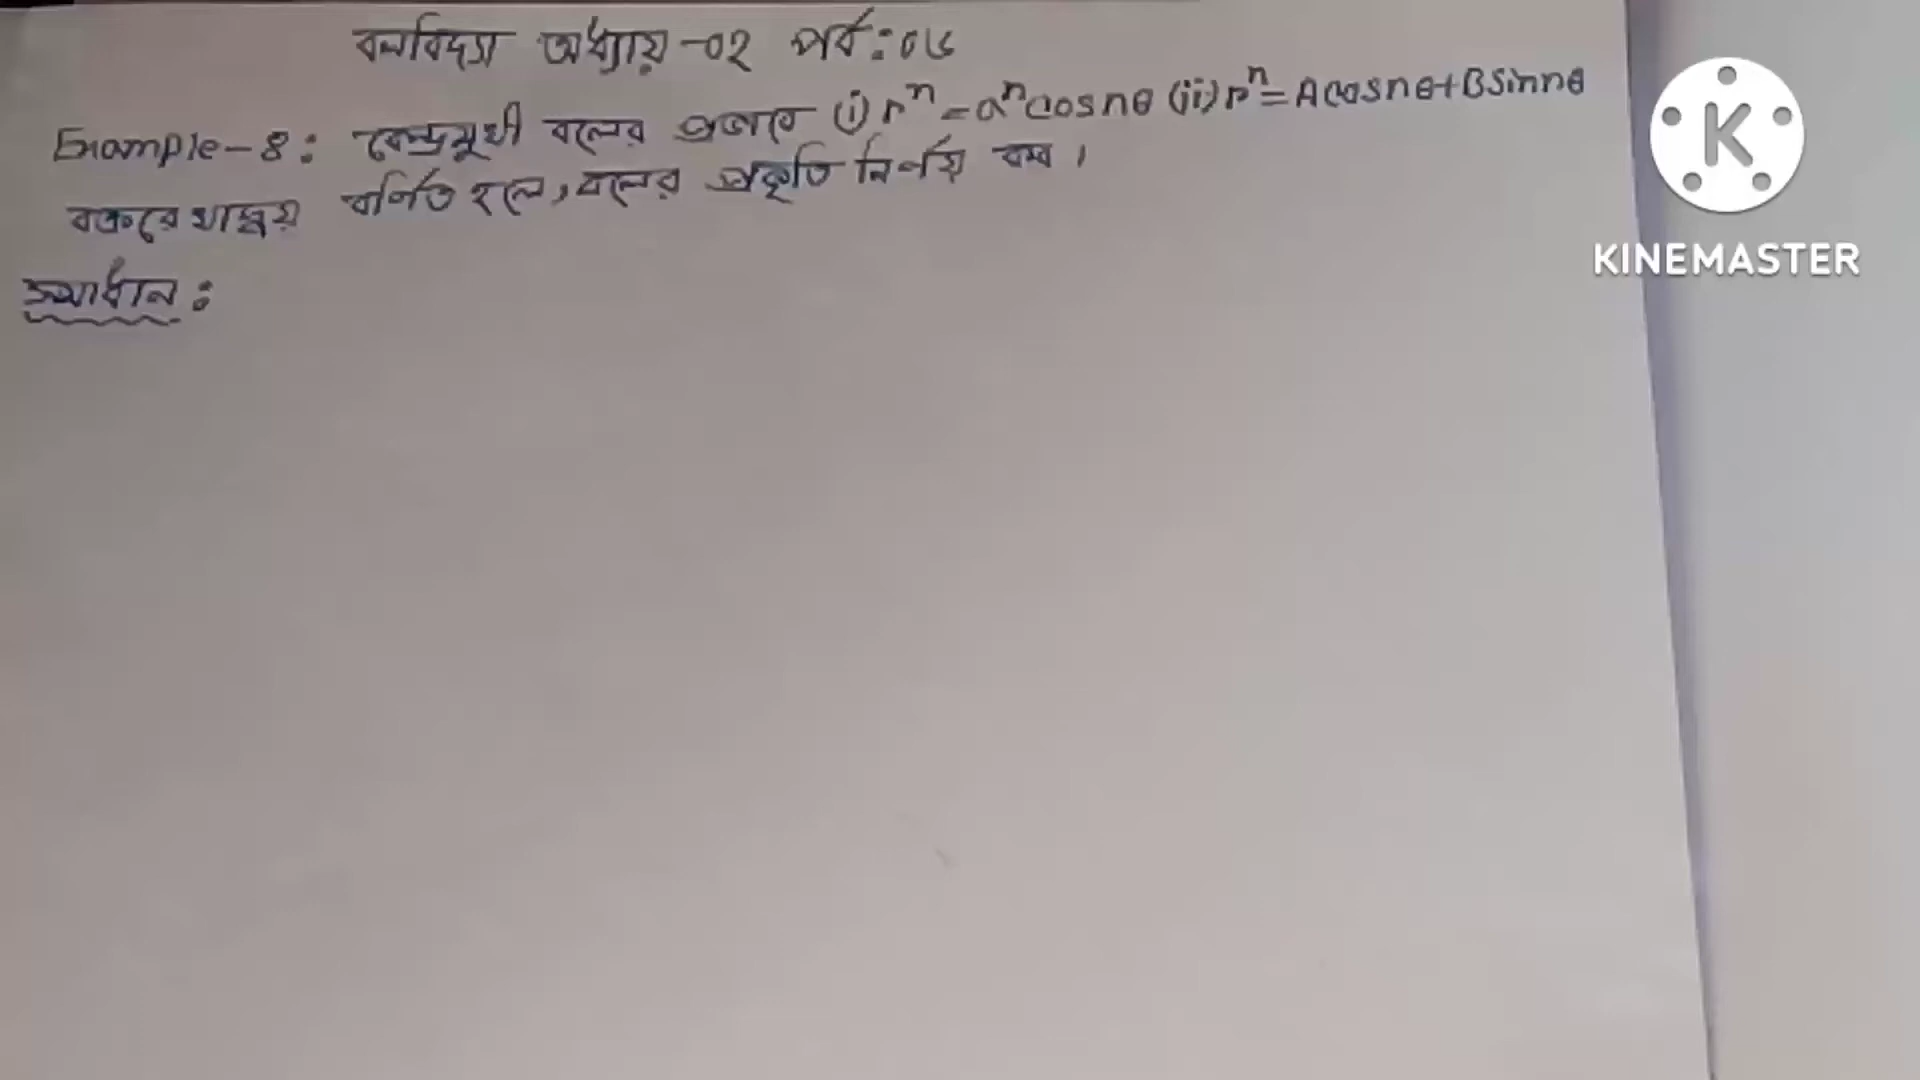 বলবিদ্যা অধ্যায়-০২ পর্ব:০৬
Example-8: কেন্দ্রমুখী বলের প্রভাবে (i) rⁿ=aⁿcosnθ (ii) rⁿ=Acosnθ+Bsinnθ
বক্ররেখাদ্বয় বর্ণিত হলে, বলের প্রকৃতি নির্ণয় কর।
সমাধান:
KINEMASTER